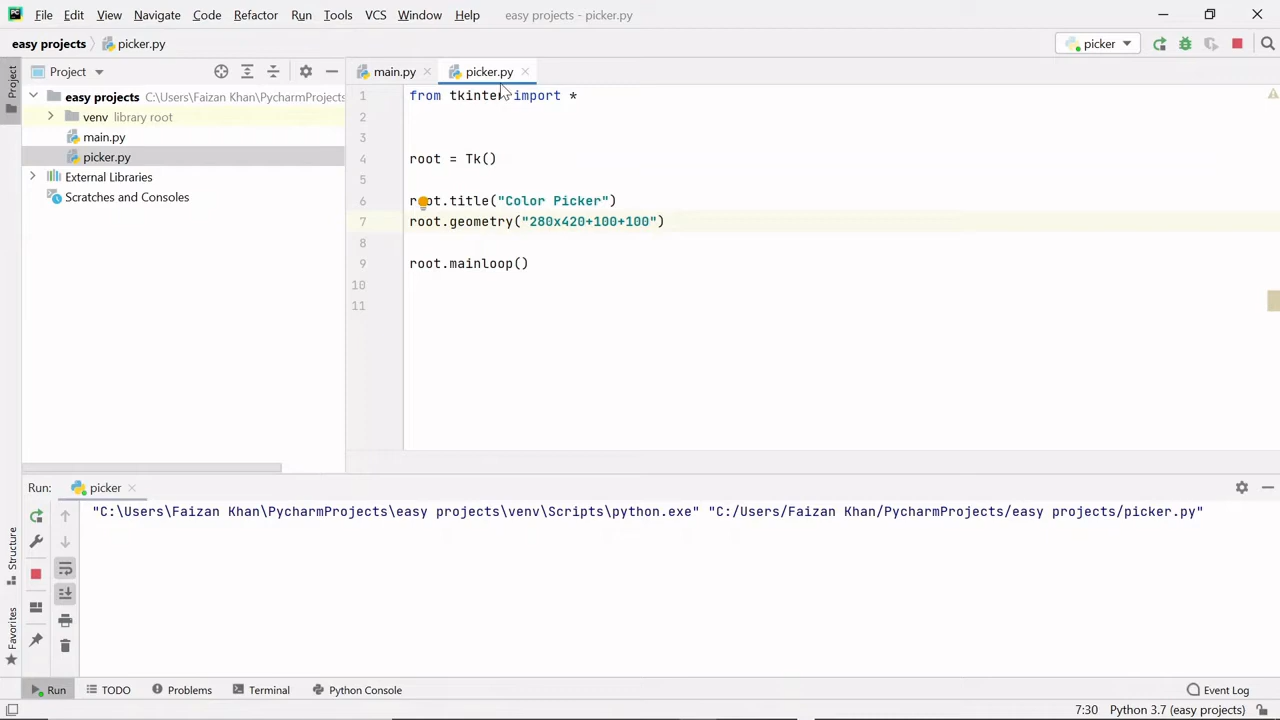 File Edit View Navigate Code Refactor Run Tools VCS Window Help easy projects - picker.py
easy projects picker.py picker
Project Project main.py picker.py
easy projects C:\Users\Faizan Khan\PycharmProjects
venv library root
main.py
picker.py
External Libraries
Scratches and Consoles
1 from tkinter import *
2
3
4 root = Tk()
5
6 root.title("Color Picker")
7 root.geometry("280x420+100+100")
8
9 root.mainloop()
10
11
Run: picker
"C:\Users\Faizan Khan\PycharmProjects\easy projects\venv\Scripts\python.exe" "C:/Users/Faizan Khan/PycharmProjects/easy projects/picker.py"
Structure
Favorites
Run TODO Problems Terminal Python Console Event Log
7:30 Python 3.7 (easy projects)